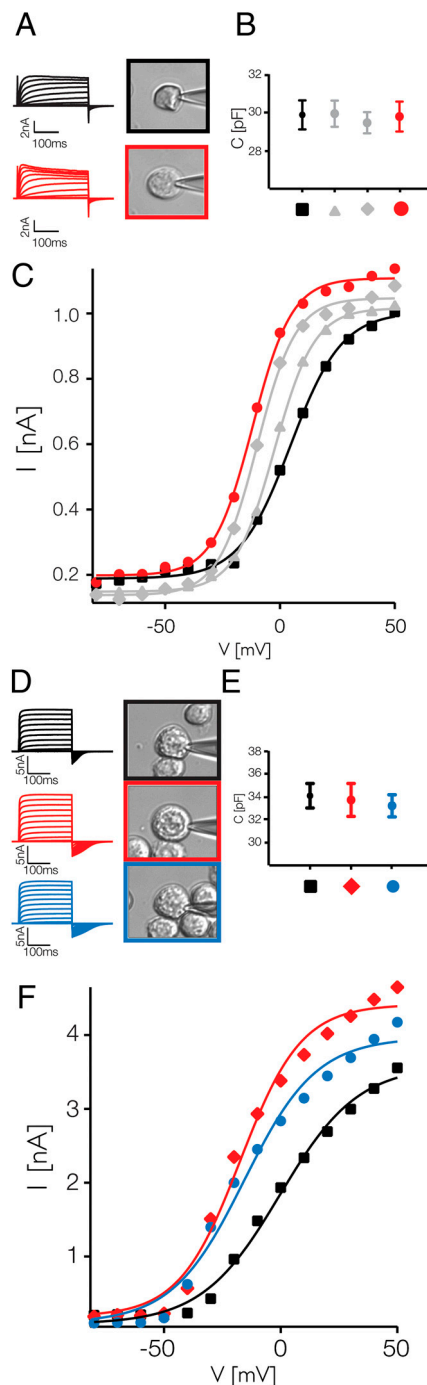 A
2nA
100ms
2nA
100ms
B
C [pF]
32
30
28
C
I [nA]
1.0
0.8
0.6
0.4
0.2
-50
0
50
V [mV]
D
5nA
100ms
5nA
100ms
5nA
100ms
E
C [pF]
38
36
34
32
30
F
I [nA]
4
3
2
1
-50
0
50
V [mV]